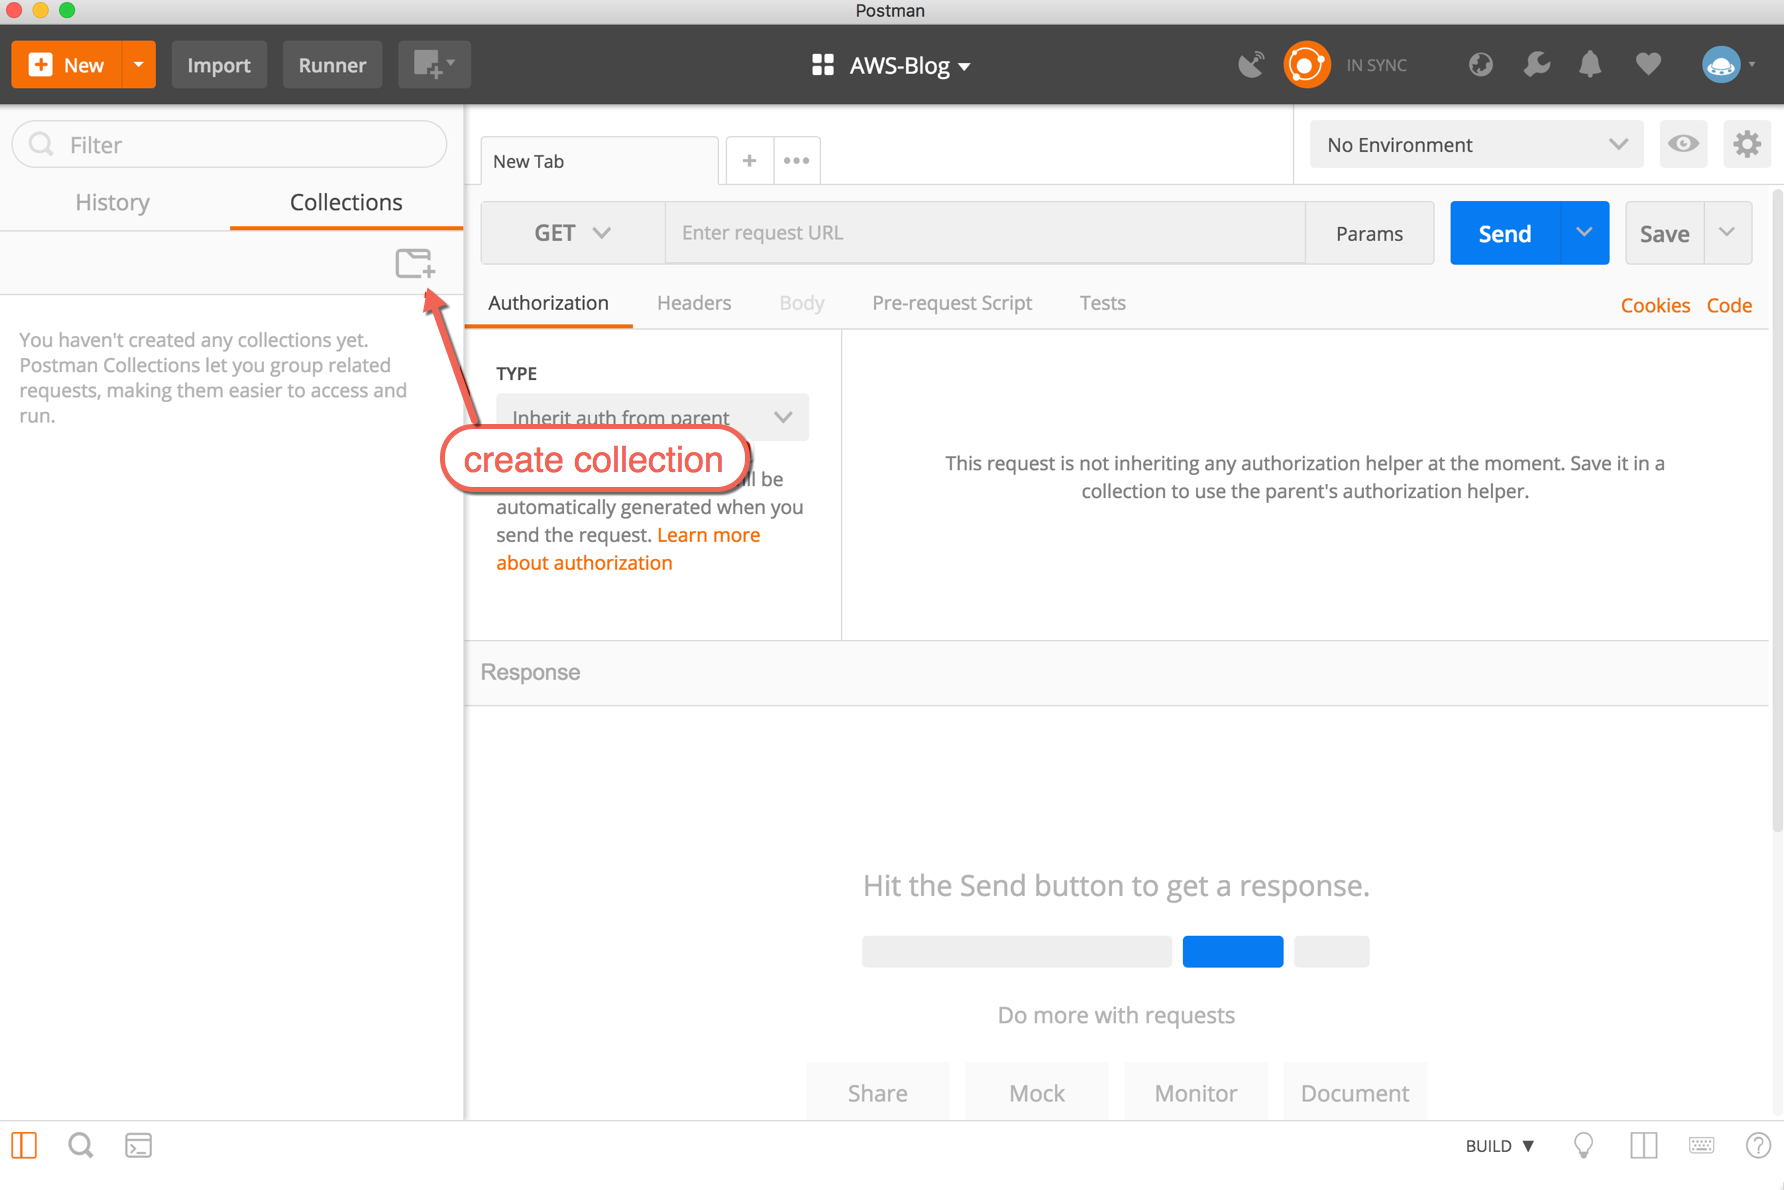 Postman
New
Import
Runner
AWS-Blog
IN SYNC
Filter
History
Collections
You haven't created any collections yet.
Postman Collections let you group related
requests, making them easier to access and
run.
New Tab
No Environment
GET
Enter request URL
Params
Send
Save
Authorization
Headers
Body
Pre-request Script
Tests
Cookies
Code
TYPE
Inherit auth from parent
create collection
be
automatically generated when you
send the request. Learn more
about authorization
This request is not inheriting any authorization helper at the moment. Save it in a
collection to use the parent's authorization helper.
Response
Hit the Send button to get a response.
Do more with requests
Share
Mock
Monitor
Document
BUILD